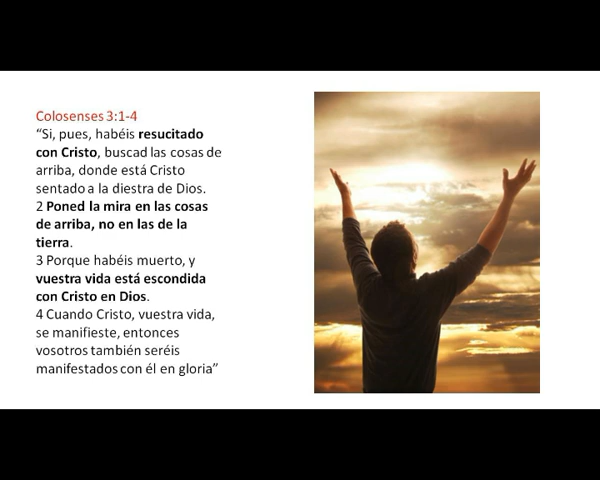 Colosenses 3:1-4
“Si, pues, habéis resucitado
con Cristo, buscad las cosas de
arriba, donde está Cristo
sentado a la diestra de Dios.
2 Poned la mira en las cosas
de arriba, no en las de la
tierra.
3 Porque habéis muerto, y
vuestra vida está escondida
con Cristo en Dios.
4 Cuando Cristo, vuestra vida,
se manifieste, entonces
vosotros también seréis
manifestados con él en gloria”